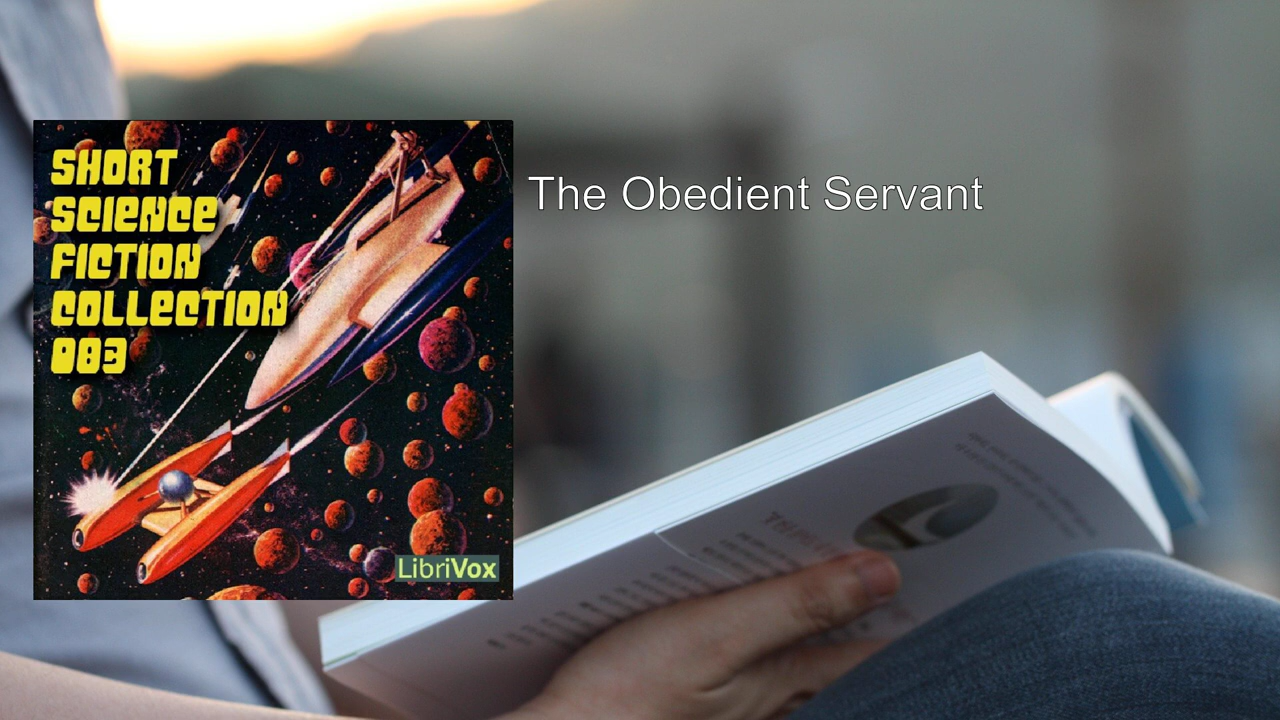 SHORT
SCIENCE
FICTION
COLLECTION
083
The Obedient Servant
LibriVox